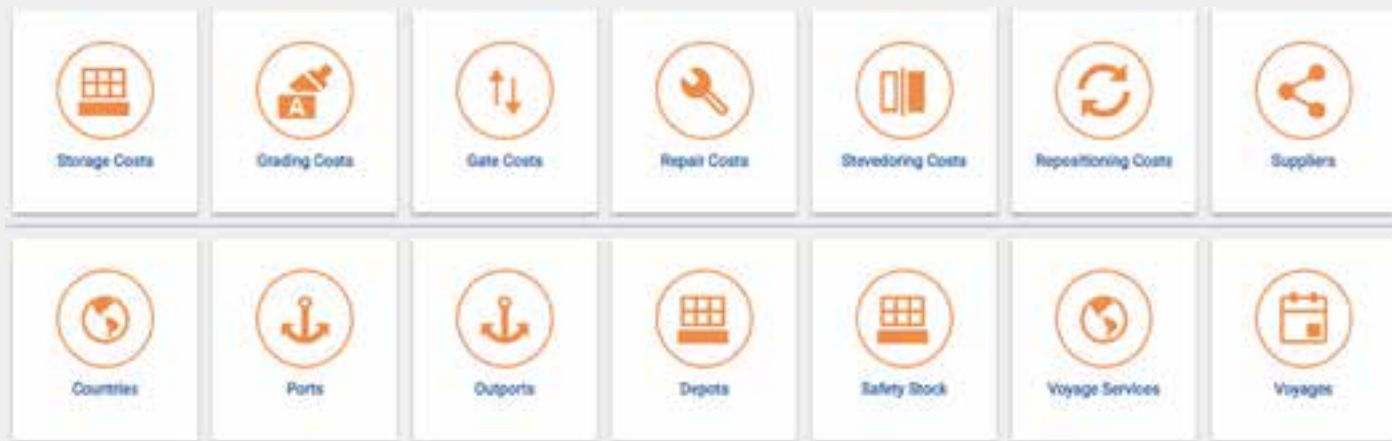 Storage Costs
A
Grading Costs
Gate Costs
Repair Costs
Stevedoring Costs
Repositioning Costs
Suppliers
Countries
Ports
Outports
Depots
Safety Stock
Voyage Services
Voyages